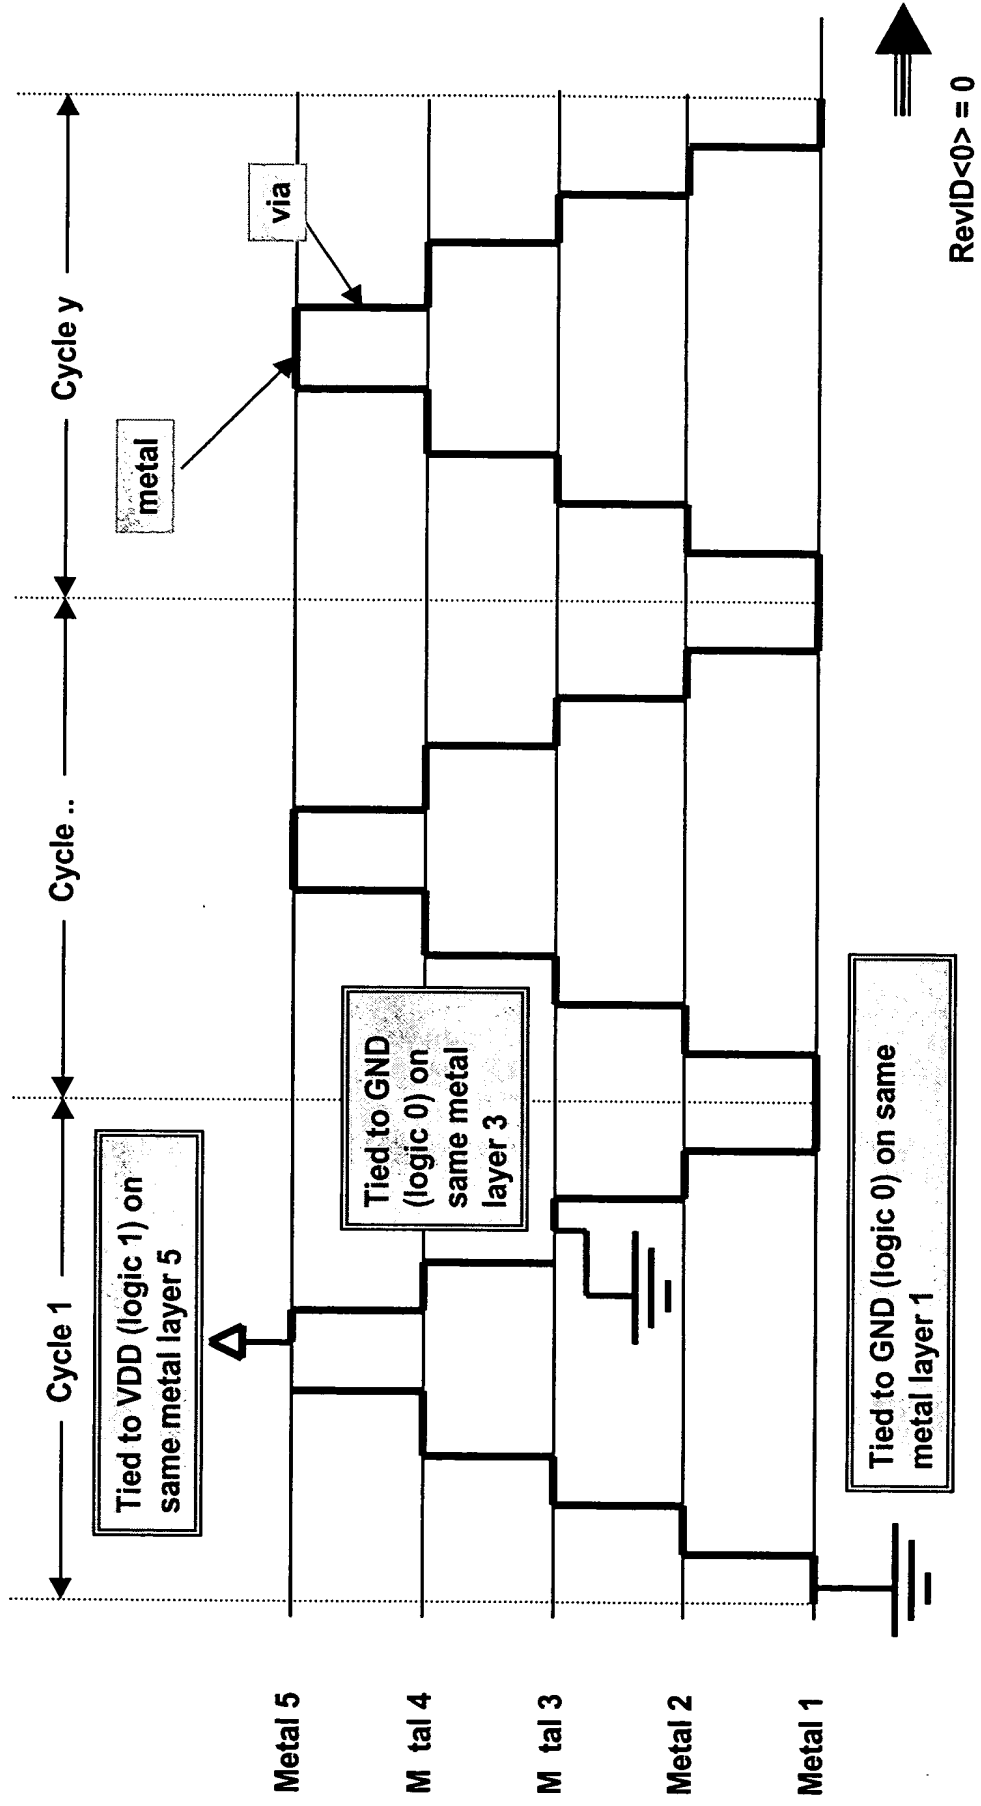 Cycle 1
Cycle ..
Cycle y
Tied to VDD (logic 1) on
same metal layer 5
metal
via
Tied to GND
(logic 0) on
same metal
layer 3
Metal 5
M tal 4
M tal 3
Metal 2
Metal 1
Tied to GND (logic 0) on same
metal layer 1
RevID<0> = 0